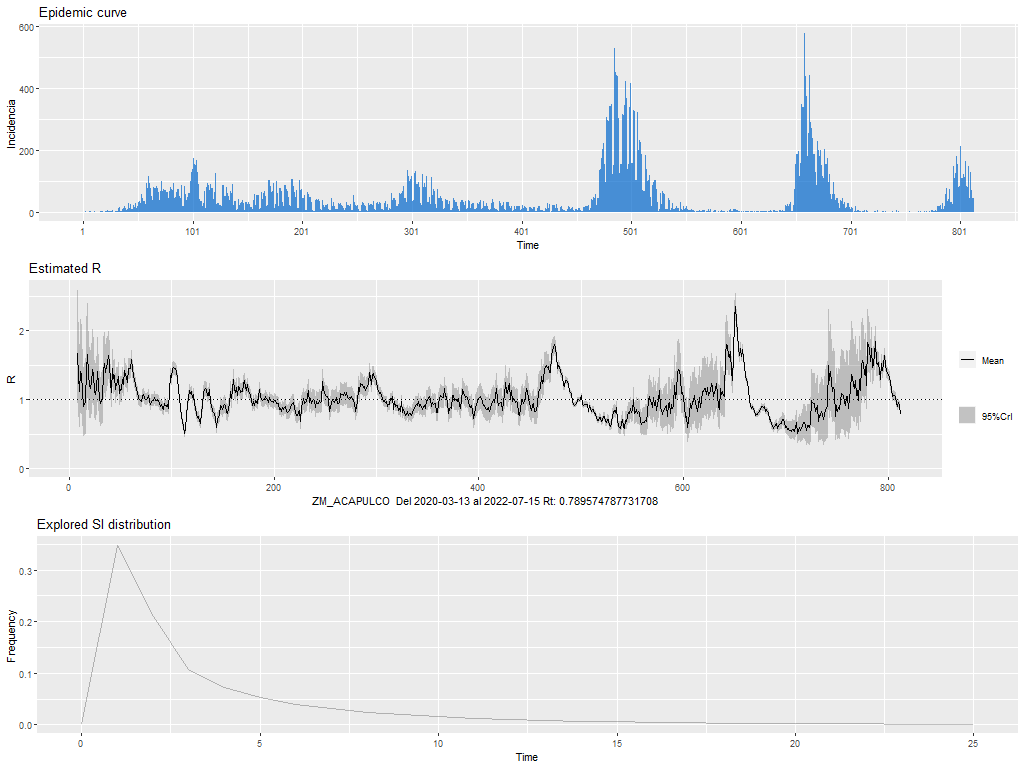 Epidemic curve
600
400
200
0
Incidencia
1 101 201 301 401 501 601 701 801
Time
Estimated R
2
1
0
R
Mean
95%CrI
0 200 400 600 800
ZM_ACAPULCO Del 2020-03-13 al 2022-07-15 Rt: 0.789574787731708
Explored SI distribution
0.3
0.2
0.1
0.0
Frequency
0 5 10 15 20 25
Time